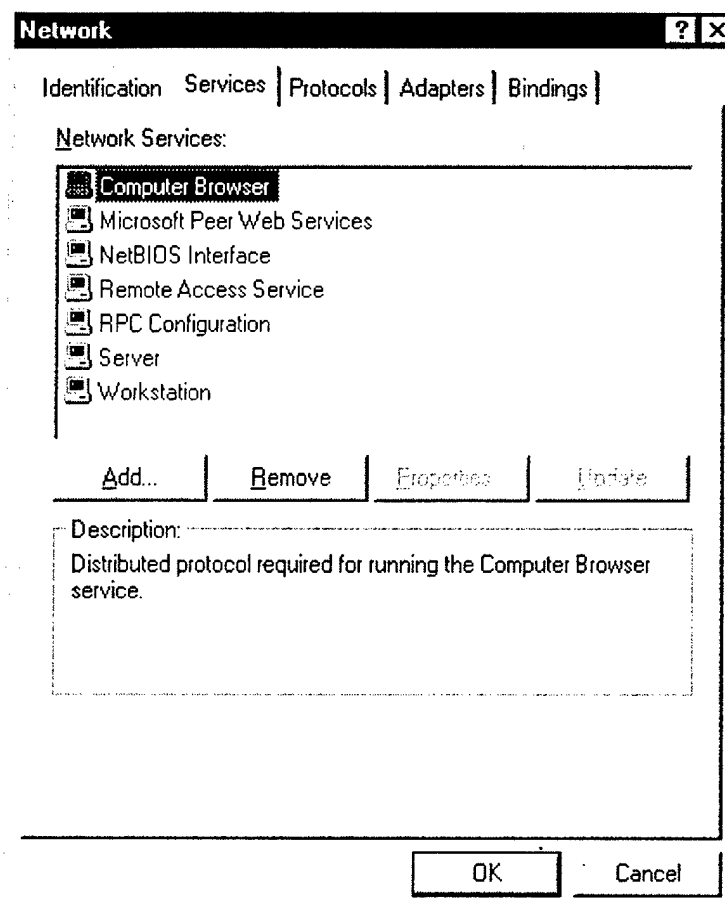 Network ? X
Identification Services Protocols Adapters Bindings
Network Services:
Computer Browser
Microsoft Peer Web Services
NetBIOS Interface
Remote Access Service
RPC Configuration
Server
Workstation
Add... Remove Properties Update
Description:
Distributed protocol required for running the Computer Browser
service.
OK Cancel